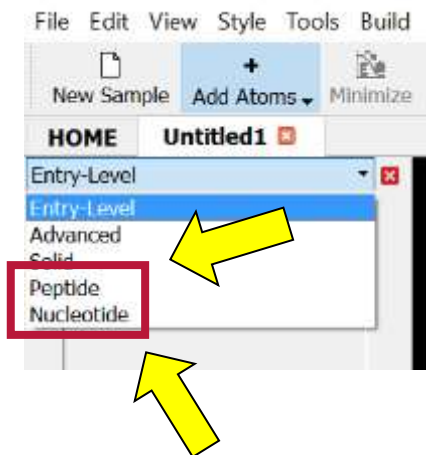 File Edit View Style Tools Build
New Sample Add Atoms Minimize
HOME Untitled1
Entry-Level
Entry-Level
Advanced
Solid
Peptide
Nucleotide